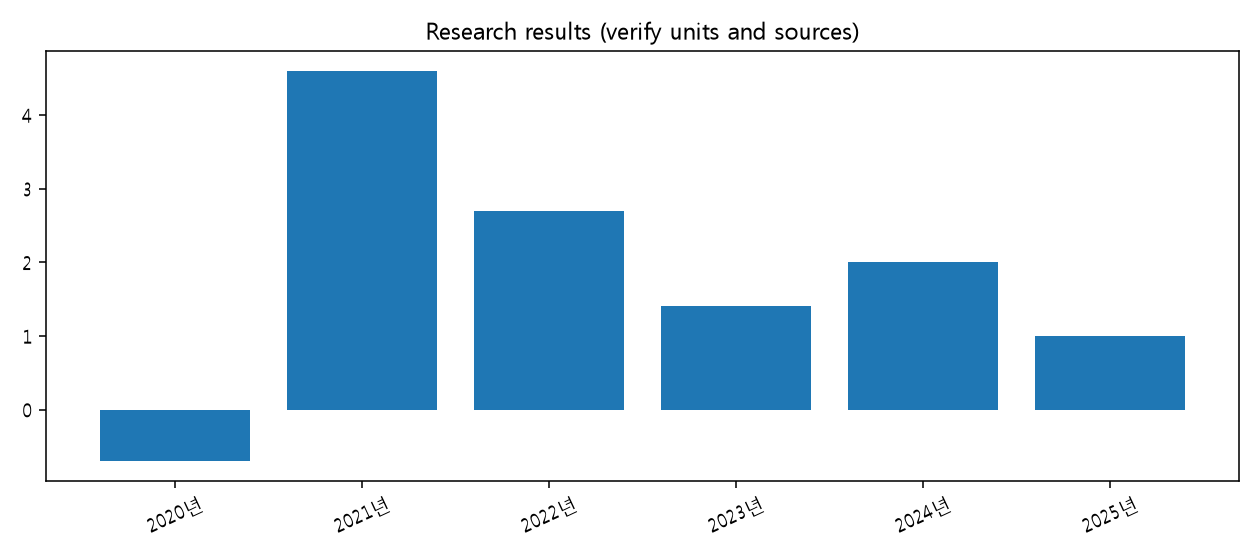 Research results (verify units and sources)
4
3
2
1
0
2020년
2021년
2022년
2023년
2024년
2025년